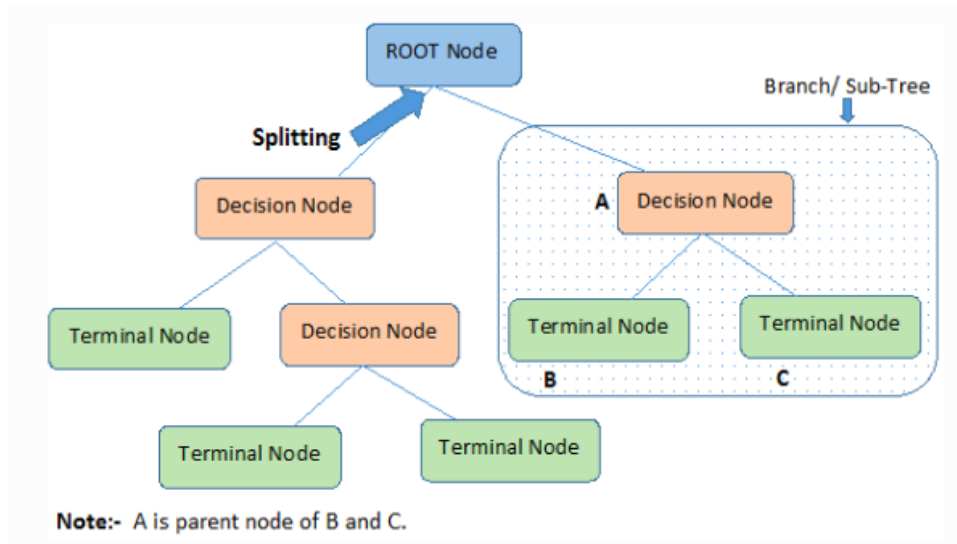 ROOT Node
Branch/ Sub-Tree
Splitting
Decision Node
A Decision Node
Terminal Node
Decision Node
Terminal Node
Terminal Node
B
C
Terminal Node
Terminal Node
Note:- A is parent node of B and C.